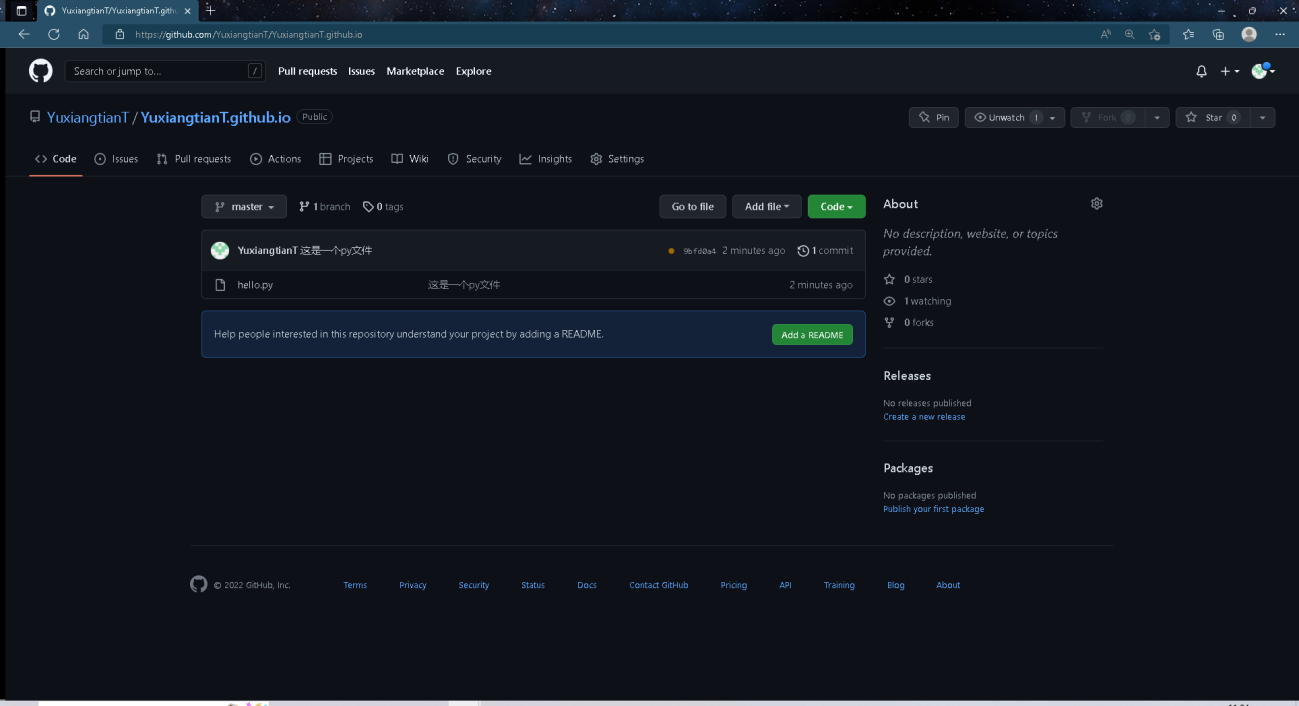 YuxiangtianT/YuxiangtianT.gith
https://github.com/YuxiangtianT/YuxiangtianT.github.io
Search or jump to... /
Pull requests Issues Marketplace Explore
YuxiangtianT / YuxiangtianT.github.io Public
Pin Unwatch 1 Fork 0 Star 0
Code Issues Pull requests Actions Projects Wiki Security Insights Settings
master 1 branch 0 tags Go to file Add file Code
YuxiangtianT 这是一个py文件 9bfd0a4 2 minutes ago 1 commit
hello.py 这是一个py文件 2 minutes ago
Help people interested in this repository understand your project by adding a README. Add a README
About
No description, website, or topics
provided.
0 stars
1 watching
0 forks
Releases
No releases published
Create a new release
Packages
No packages published
Publish your first package
© 2022 GitHub, Inc. Terms Privacy Security Status Docs Contact GitHub Pricing API Training Blog About